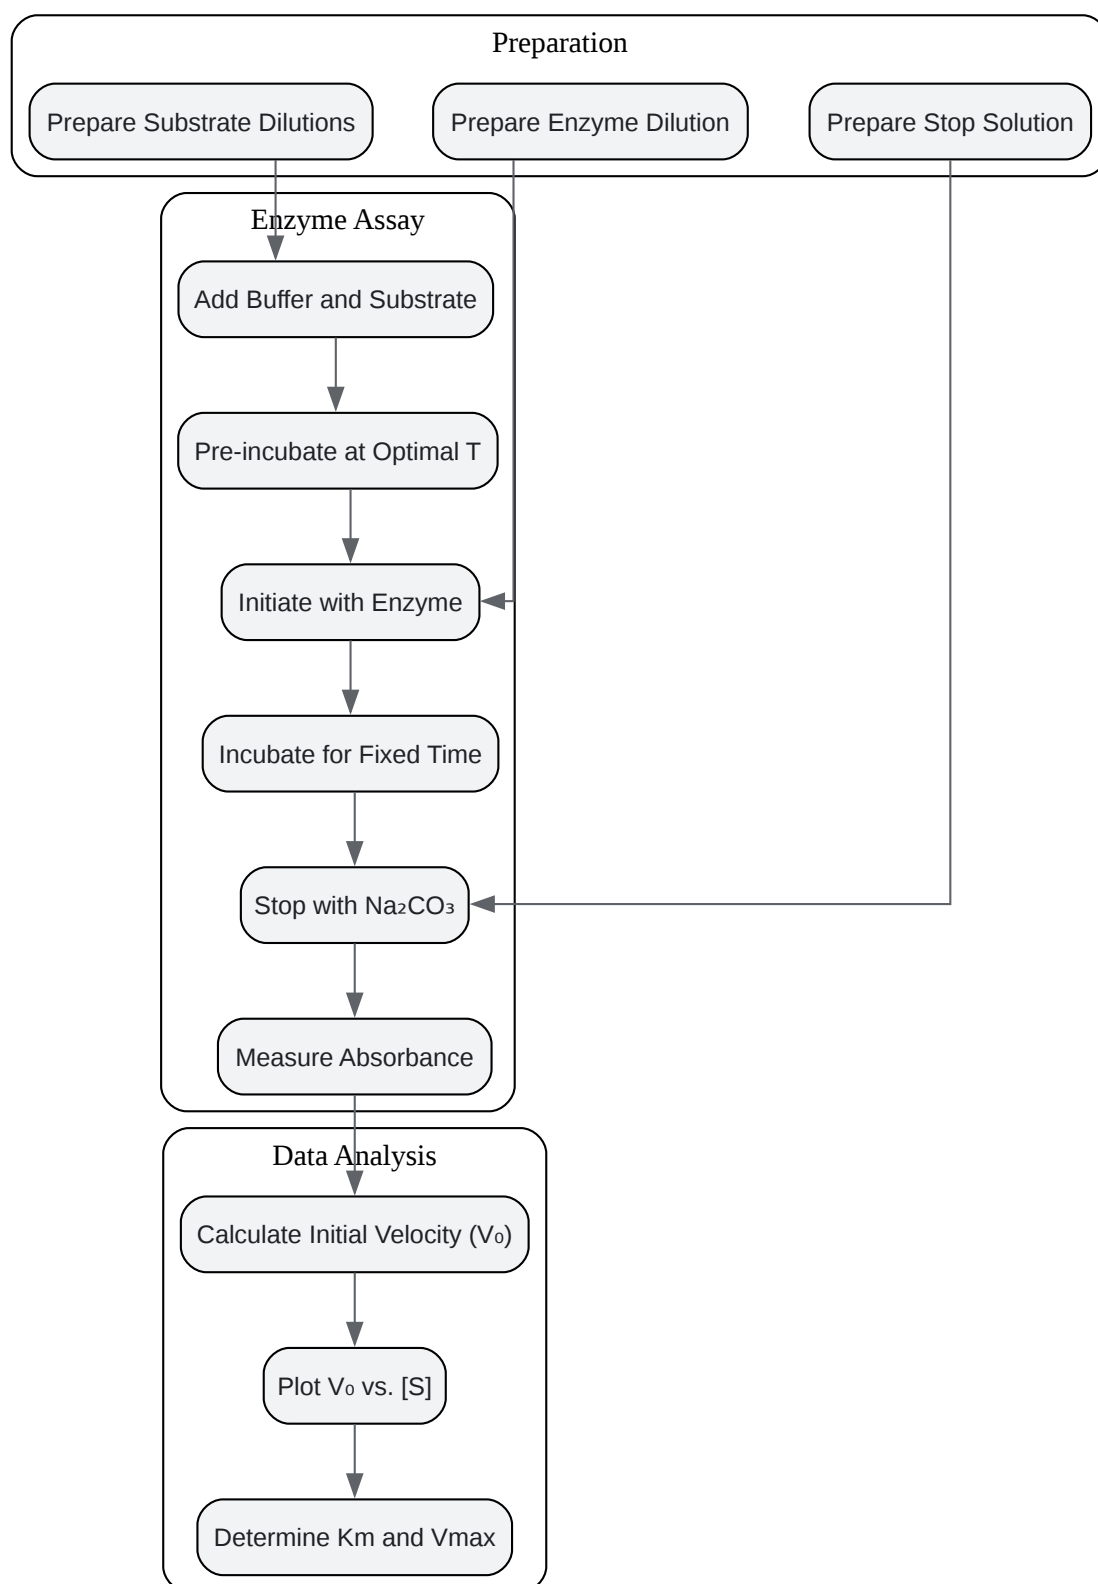 Preparation
Prepare Substrate Dilutions
Prepare Enzyme Dilution
Prepare Stop Solution
Enzyme Assay
Add Buffer and Substrate
Pre-incubate at Optimal T
Initiate with Enzyme
Incubate for Fixed Time
Stop with Na₂CO₃
Measure Absorbance
Data Analysis
Calculate Initial Velocity (V₀)
Plot V₀ vs. [S]
Determine Km and Vmax